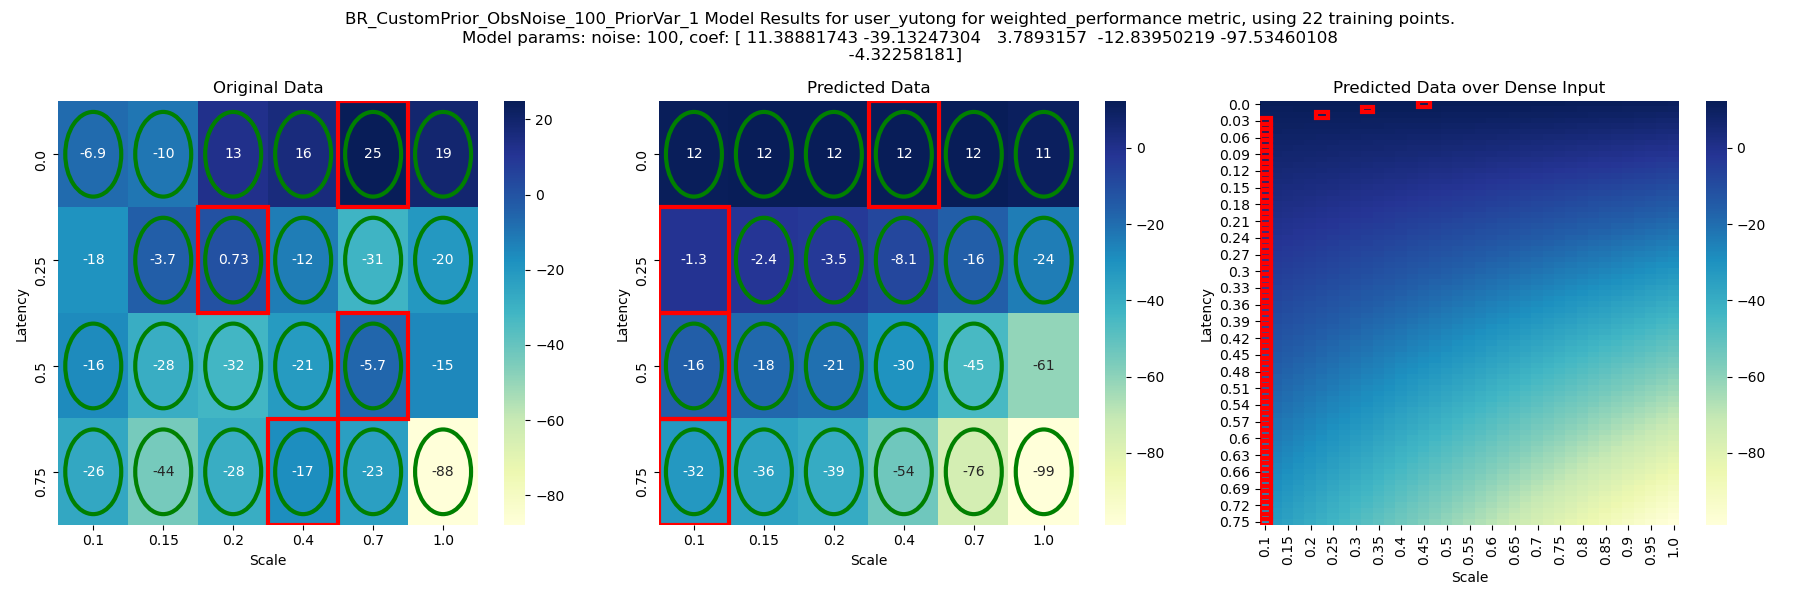 BR_CustomPrior_ObsNoise_100_PriorVar_1 Model Results for user_yutong for weighted_performance metric, using 22 training points.
Model params: noise: 100, coef: [ 11.38881743 -39.13247304   3.7893157  -12.83950219 -97.53460108
-4.32258181]
Original Data
Latency
0.0
-6.9 -10 13 16 25 19
0.25
-18 -3.7 0.73 -12 -31 -20
0.5
-16 -28 -32 -21 -5.7 -15
0.75
-26 -44 -28 -17 -23 -88
0.1 0.15 0.2 0.4 0.7 1.0
Scale
20
0
−20
−40
−60
−80
Predicted Data
Latency
0.0
12 12 12 12 12 11
0.25
-1.3 -2.4 -3.5 -8.1 -16 -24
0.5
-16 -18 -21 -30 -45 -61
0.75
-32 -36 -39 -54 -76 -99
0.1 0.15 0.2 0.4 0.7 1.0
Scale
0
−20
−40
−60
−80
Predicted Data over Dense Input
Latency
0.0
0.03
0.06
0.09
0.12
0.15
0.18
0.21
0.24
0.27
0.3
0.33
0.36
0.39
0.42
0.45
0.48
0.51
0.54
0.57
0.6
0.63
0.66
0.69
0.72
0.75
0.1 0.15 0.2 0.25 0.3 0.35 0.4 0.45 0.5 0.55 0.6 0.65 0.7 0.75 0.8 0.85 0.9 0.95 1.0
Scale
0
−20
−40
−60
−80